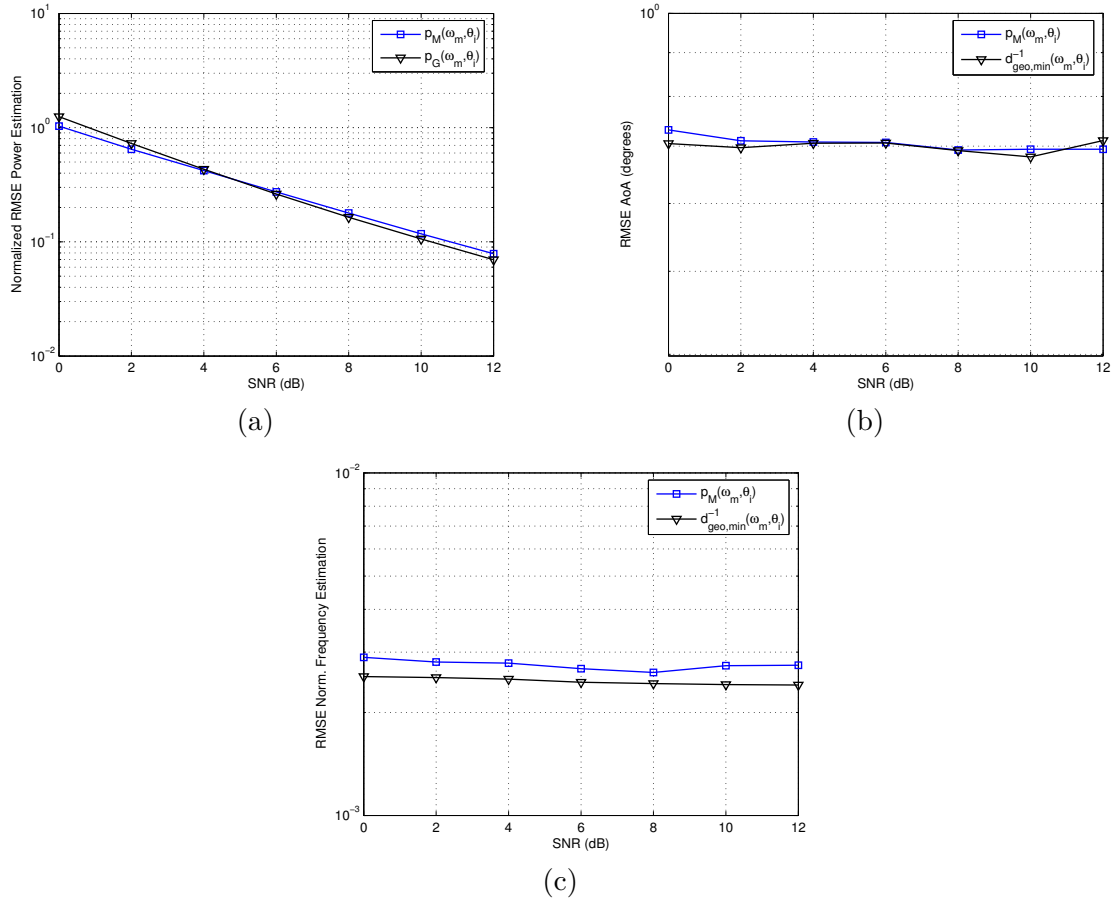 10^1
10^0
10^−1
10^−2
Normalized RMSE Power Estimation
p_M(ω_m,θ_i)
p_G(ω_m,θ_i)
0 2 4 6 8 10 12
SNR (dB)
(a)
10^0
RMSE AoA (degrees)
p_M(ω_m,θ_i)
d^−1_geo,min(ω_m,θ_i)
0 2 4 6 8 10 12
SNR (dB)
(b)
10^−2
10^−3
RMSE Norm. Frequency Estimation
p_M(ω_m,θ_i)
d^−1_geo,min(ω_m,θ_i)
0 2 4 6 8 10 12
SNR (dB)
(c)